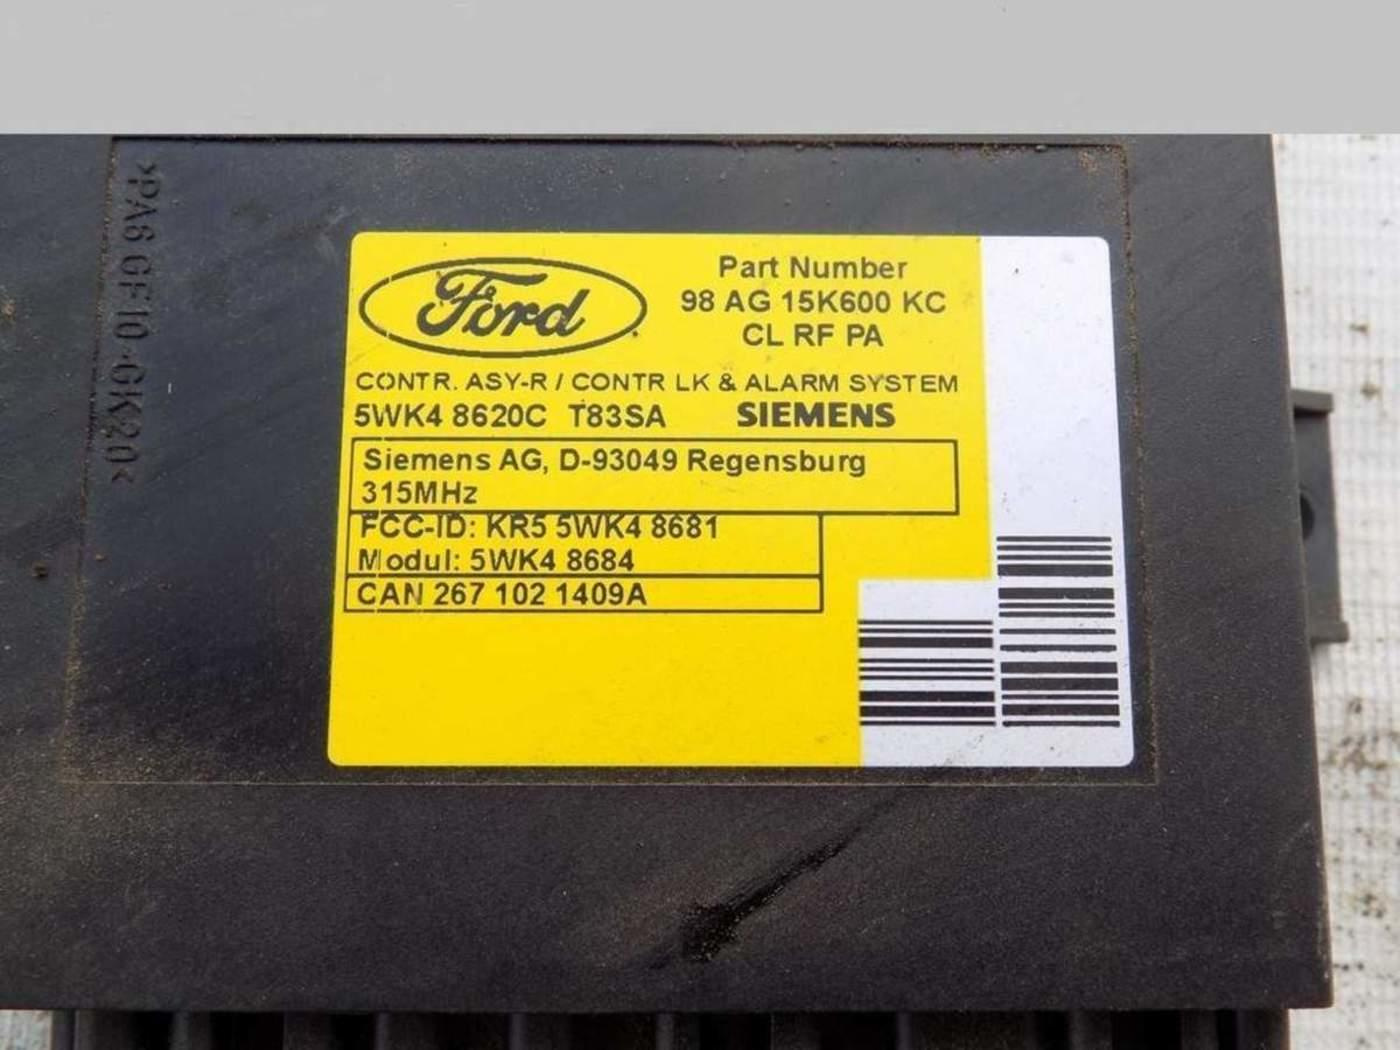 >PA6 GF10·GK20<
Ford
Part Number
98 AG 15K600 KC
CL RF PA
CONTR. ASY-R / CONTR LK & ALARM SYSTEM
5WK4 8620C T83SA SIEMENS
Siemens AG, D-93049 Regensburg
315MHz
FCC-ID: KR5 5WK4 8681
Modul: 5WK4 8684
CAN 267 102 1409A